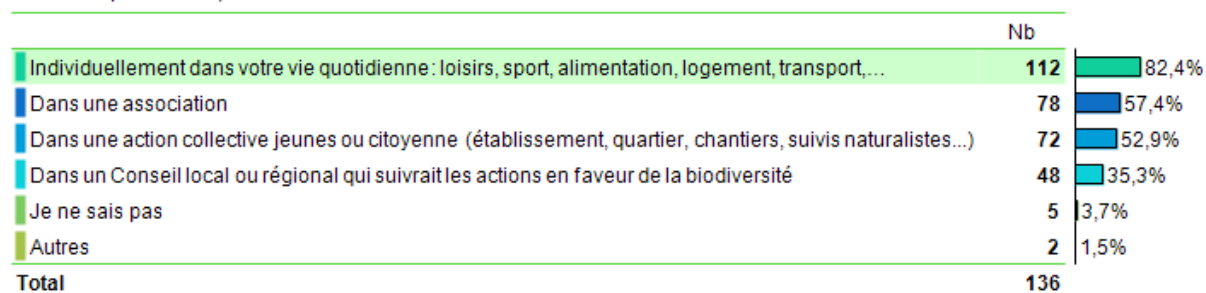 Nb
Individuellement dans votre vie quotidienne: loisirs, sport, alimentation, logement, transport,... 112 82,4%
Dans une association 78 57,4%
Dans une action collective jeunes ou citoyenne (établissement, quartier, chantiers, suivis naturalistes...) 72 52,9%
Dans un Conseil local ou régional qui suivrait les actions en faveur de la biodiversité 48 35,3%
Je ne sais pas 5 3,7%
Autres 2 1,5%
Total 136